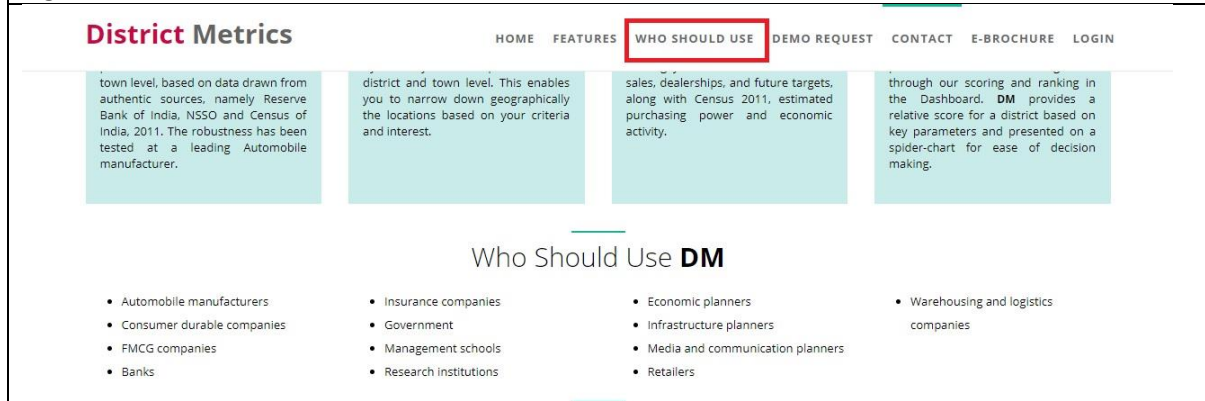 District Metrics
HOME FEATURES WHO SHOULD USE DEMO REQUEST CONTACT E-BROCHURE LOGIN
town level, based on data drawn from
authentic sources, namely Reserve
Bank of India, NSSO and Census of
India, 2011. The robustness has been
tested at a leading Automobile
manufacturer.
district and town level. This enables
you to narrow down geographically
the locations based on your criteria
and interest.
sales, dealerships, and future targets,
along with Census 2011, estimated
purchasing power and economic
activity.
through our scoring and ranking in
the Dashboard. DM provides a
relative score for a district based on
key parameters and presented on a
spider-chart for ease of decision
making.
Who Should Use DM
• Automobile manufacturers
• Consumer durable companies
• FMCG companies
• Banks
• Insurance companies
• Government
• Management schools
• Research institutions
• Economic planners
• Infrastructure planners
• Media and communication planners
• Retailers
• Warehousing and logistics
companies